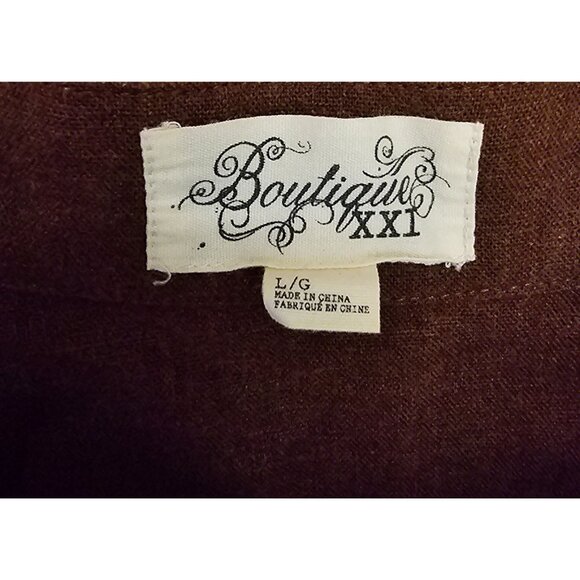 Boutique
XXI
L/G
MADE IN CHINA
FABRIQUÉ EN CHINE